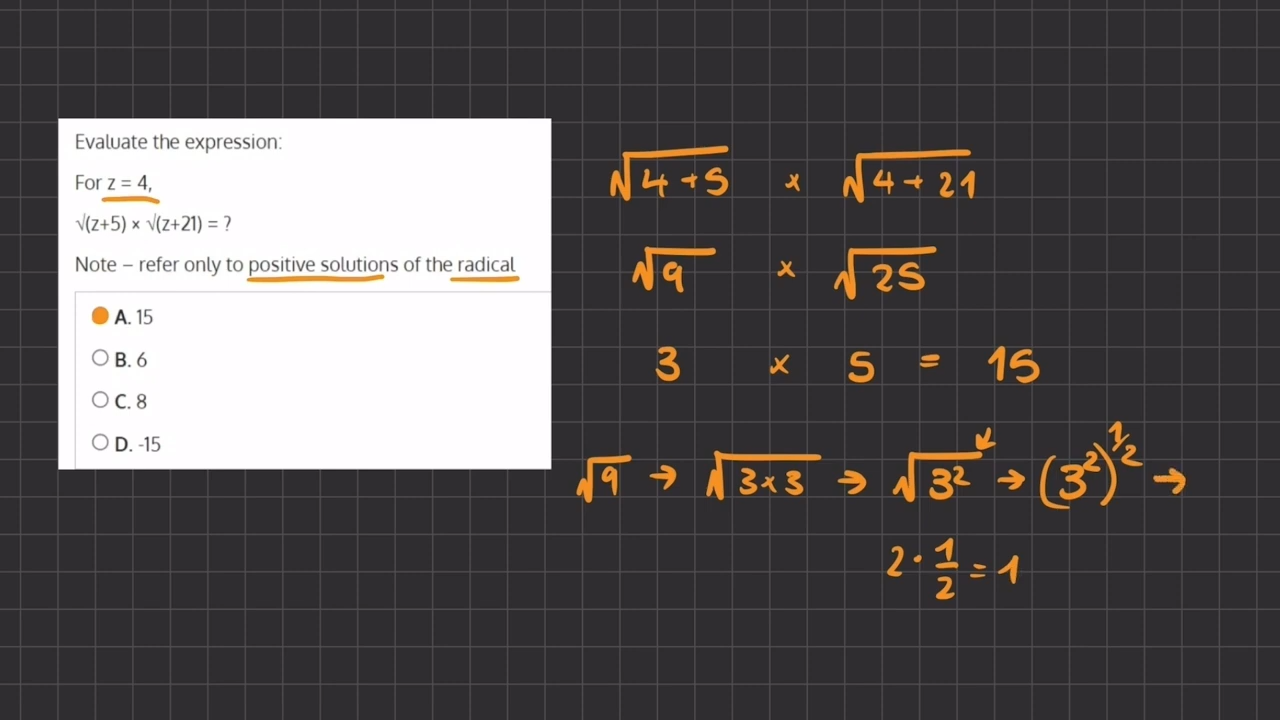 Evaluate the expression:
For z = 4,
√(z+5) × √(z+21) = ?
Note – refer only to positive solutions of the radical
A. 15
B. 6
C. 8
D. -15
√4+5 × √4+21
√9 × √25
3 × 5 = 15
√9 → √3×3 → √3² → (3²)^1/2 →
2 · 1/2 = 1